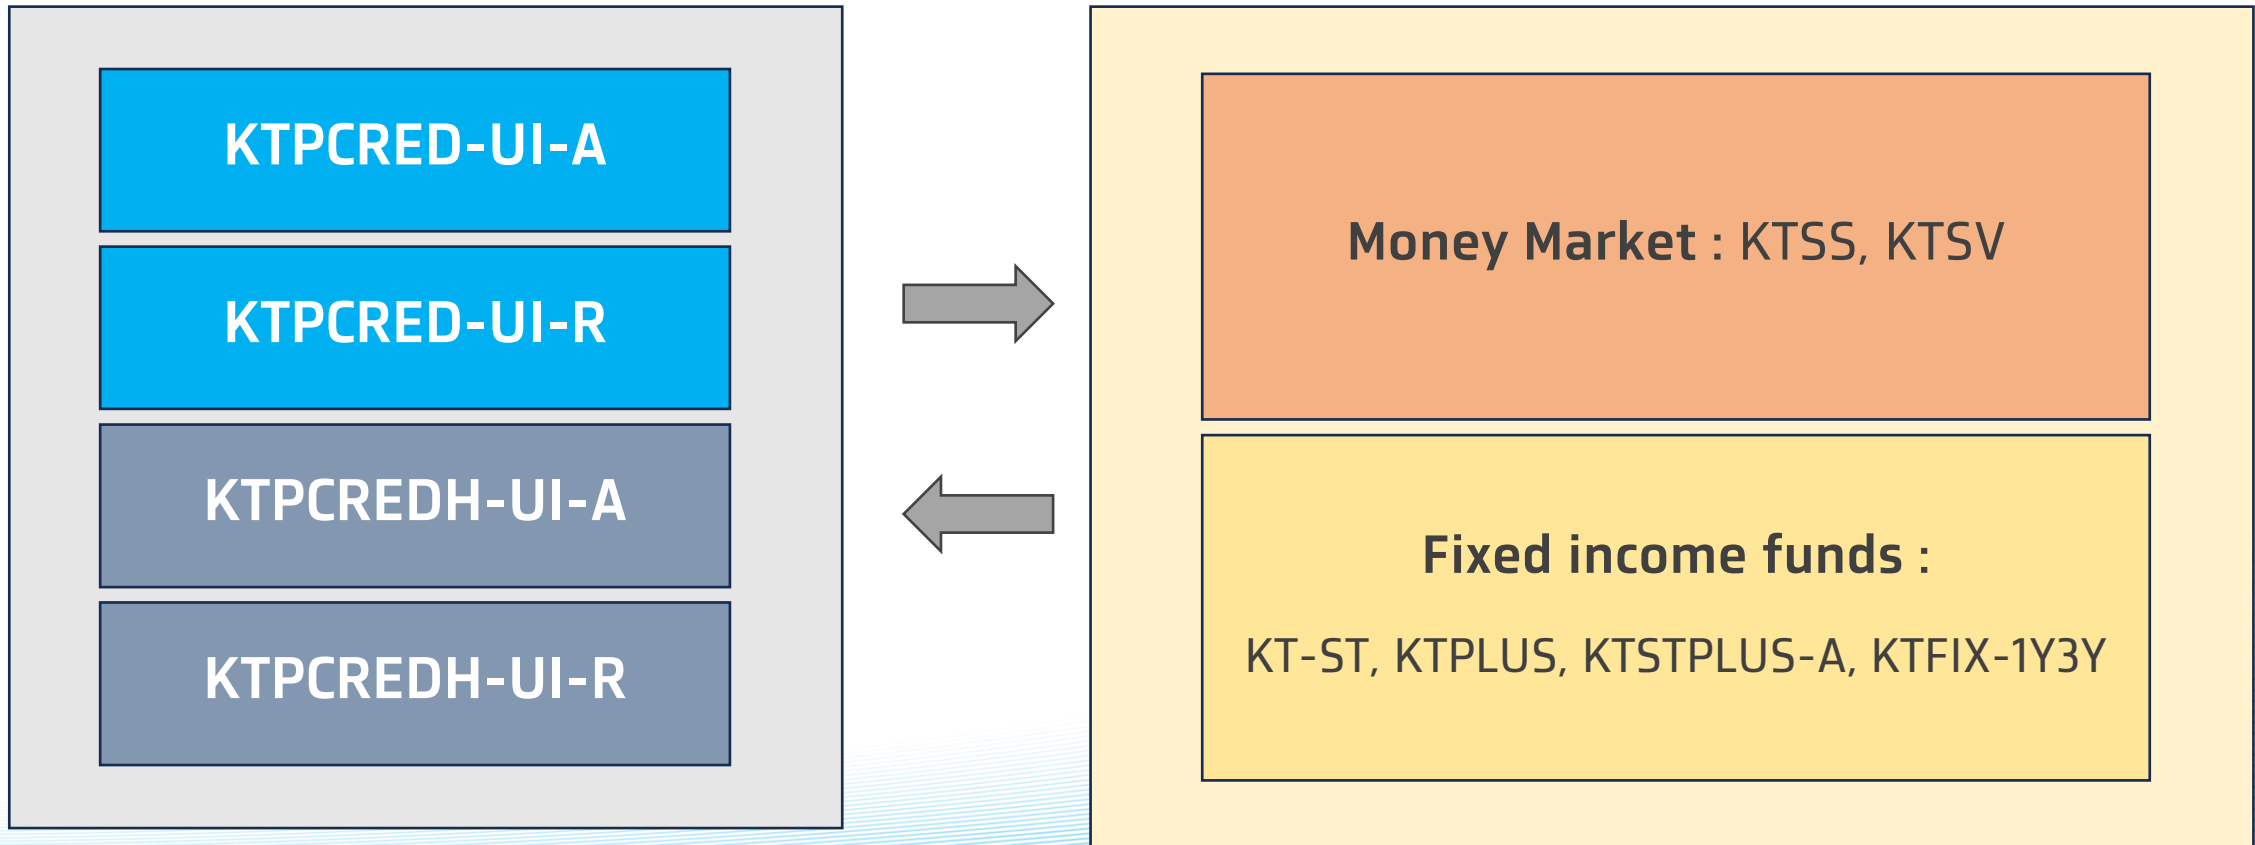 KTPCRED-UI-A
KTPCRED-UI-R
KTPCREDH-UI-A
KTPCREDH-UI-R
Money Market : KTSS, KTSV
Fixed income funds :
KT-ST, KTPLUS, KTSTPLUS-A, KTFIX-1Y3Y